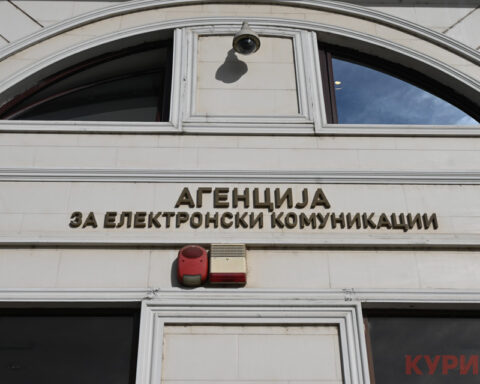 АГЕНЦИЈА
ЗА ЕЛЕКТРОНСКИ КОМУНИКАЦИИ
КУРИ